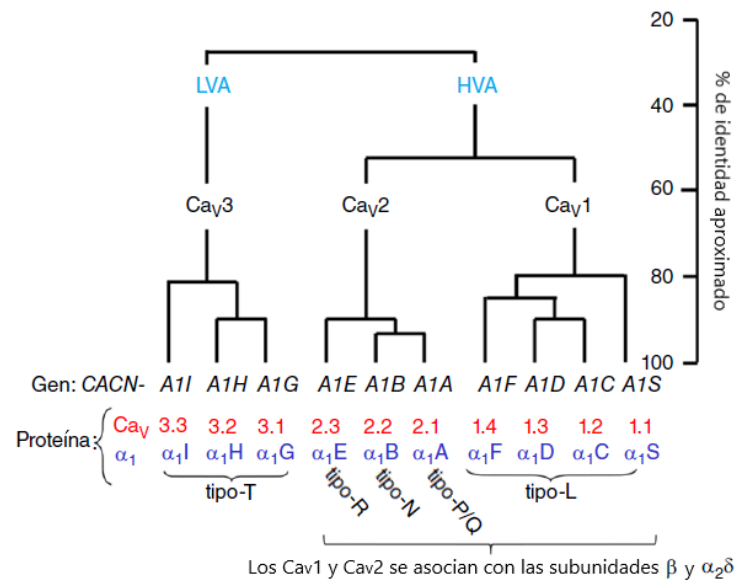 20
LVA HVA
40
60
Cav3 Cav2 Cav1
80
100
% de identidad aproximado
Gen: CACN- A1I A1H A1G A1E A1B A1A A1F A1D A1C A1S
Proteína:
Cav 3.3 3.2 3.1 2.3 2.2 2.1 1.4 1.3 1.2 1.1
α1 α1I α1H α1G α1E α1B α1A α1F α1D α1C α1S
tipo-T tipo-R tipo-N tipo-P/Q tipo-L
Los Cav1 y Cav2 se asocian con las subunidades β y α2δ